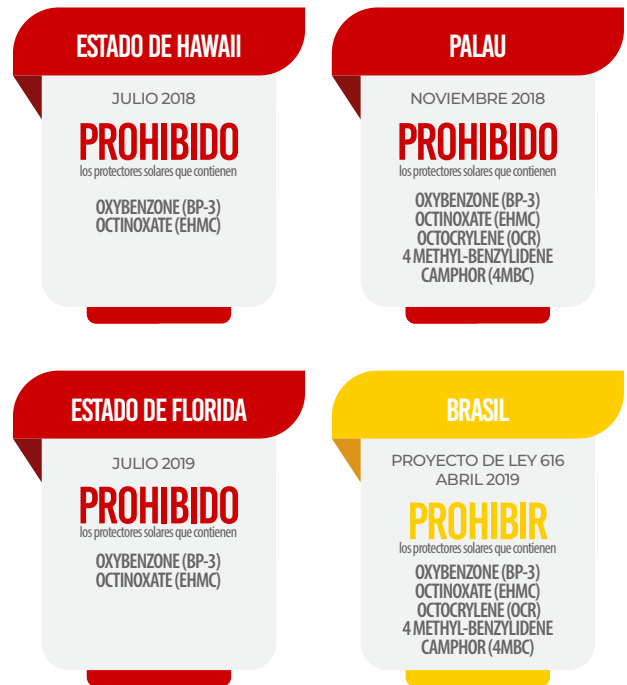 ESTADO DE HAWAII
JULIO 2018
PROHIBIDO
los protectores solares que contienen
OXYBENZONE (BP-3)
OCTINOXATE (EHMC)
PALAU
NOVIEMBRE 2018
PROHIBIDO
los protectores solares que contienen
OXYBENZONE (BP-3)
OCTINOXATE (EHMC)
OCTOCRYLENE (OCR)
4 METHYL-BENZYLIDENE
CAMPHOR (4MBC)
ESTADO DE FLORIDA
JULIO 2019
PROHIBIDO
los protectores solares que contienen
OXYBENZONE (BP-3)
OCTINOXATE (EHMC)
BRASIL
PROYECTO DE LEY 616
ABRIL 2019
PROHIBIR
los protectores solares que contienen
OXYBENZONE (BP-3)
OCTINOXATE (EHMC)
OCTOCRYLENE (OCR)
4 METHYL-BENZYLIDENE
CAMPHOR (4MBC)